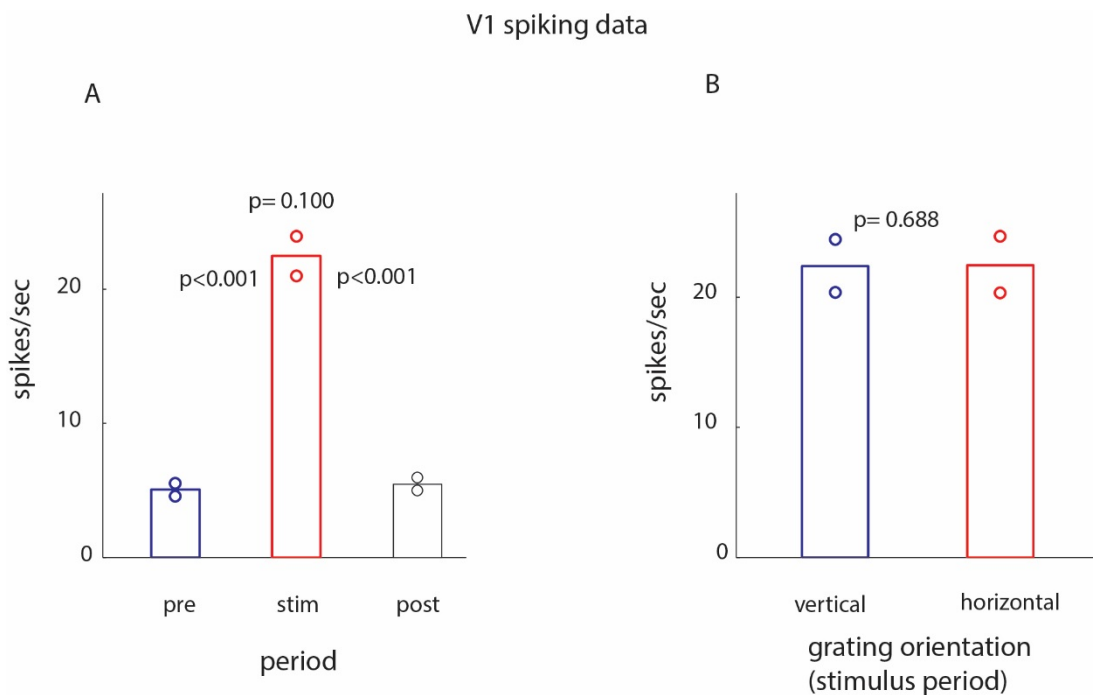 V1 spiking data
A
p= 0.100
p<0.001
p<0.001
20
10
0
spikes/sec
pre
stim
post
period
B
p= 0.688
20
10
0
spikes/sec
vertical
horizontal
grating orientation
(stimulus period)